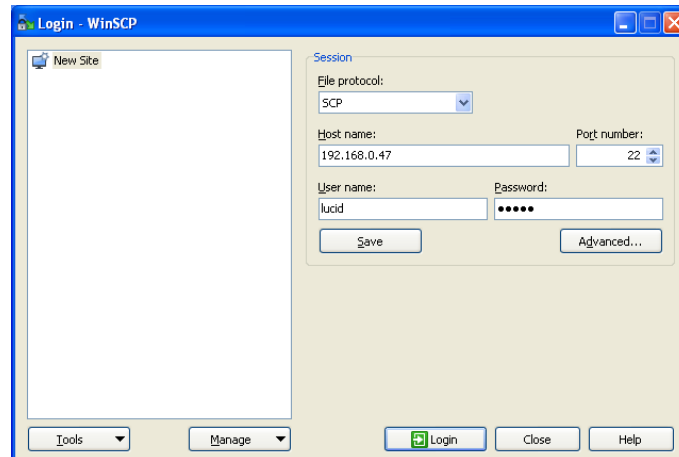 Login - WinSCP
New Site
Session
File protocol:
SCP
Host name:
Port number:
192.168.0.47
22
User name:
Password:
lucid
●●●●●
Save
Advanced...
Tools
Manage
Login
Close
Help